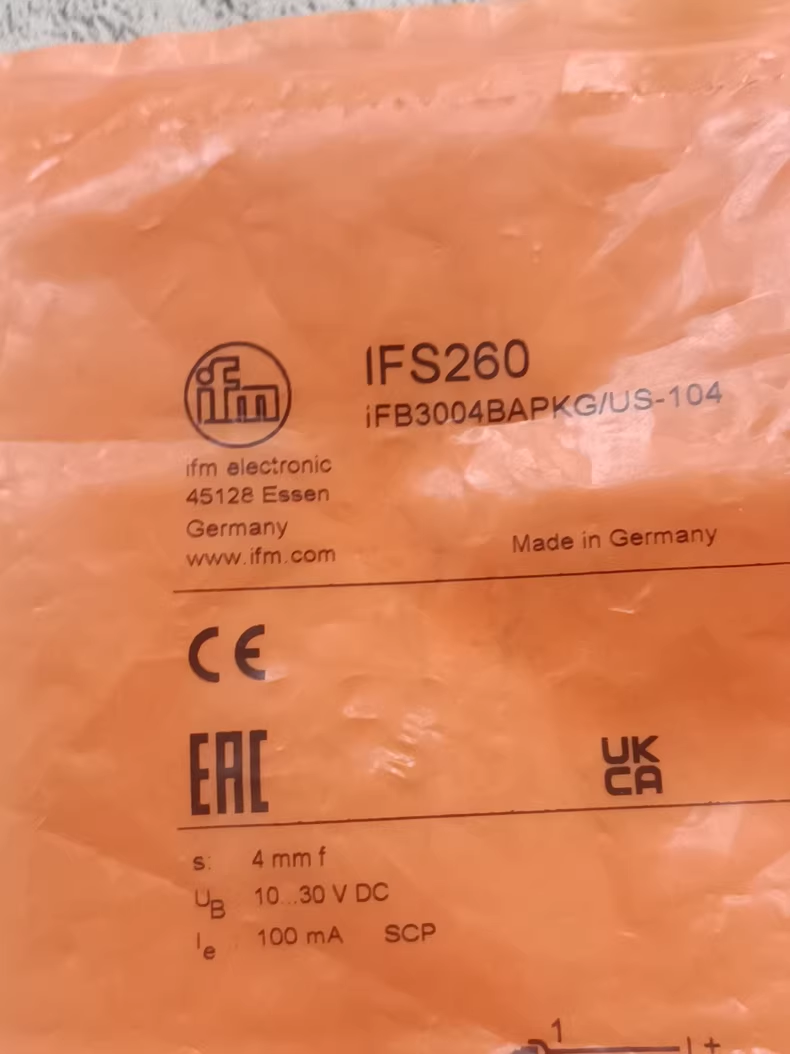 ifm
IFS260
iFB3004BAPKG/US-104
ifm electronic
45128 Essen
Germany
www.ifm.com
Made in Germany
CE
EAC
UK
CA
s: 4 mm f
UB 10...30 V DC
Ie : 100 mA SCP
1
L+